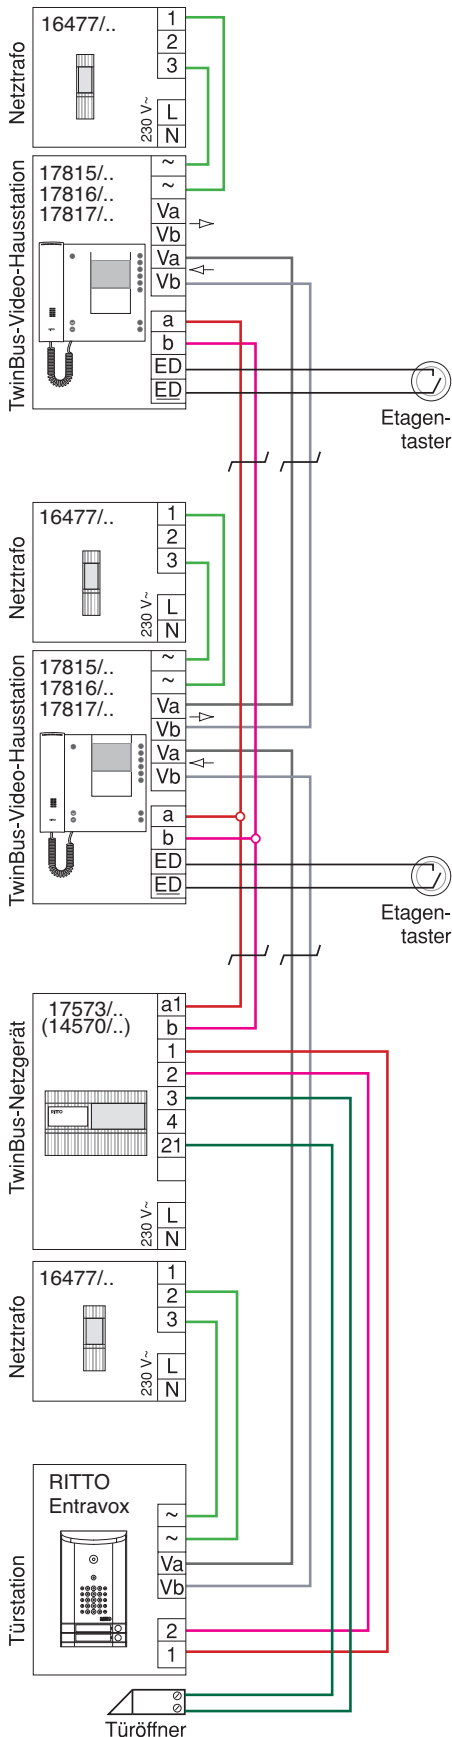 Netztrafo
16477/..
1
2
3
230 V~
L
N
TwinBus-Video-Hausstation
17815/..
17816/..
17817/..
~
~
Va
Vb
Va
Vb
a
b
ED
ED
Etagen-
taster
Netztrafo
16477/..
1
2
3
230 V~
L
N
TwinBus-Video-Hausstation
17815/..
17816/..
17817/..
~
~
Va
Vb
Va
Vb
a
b
ED
ED
Etagen-
taster
TwinBus-Netzgerät
17573/..
(14570/..)
RITTO
a1
b
1
2
3
4
21
230 V~
L
N
Netztrafo
16477/..
1
2
3
230 V~
L
N
Türstation
RITTO
Entravox
~
~
Va
Vb
2
1
Türöffner